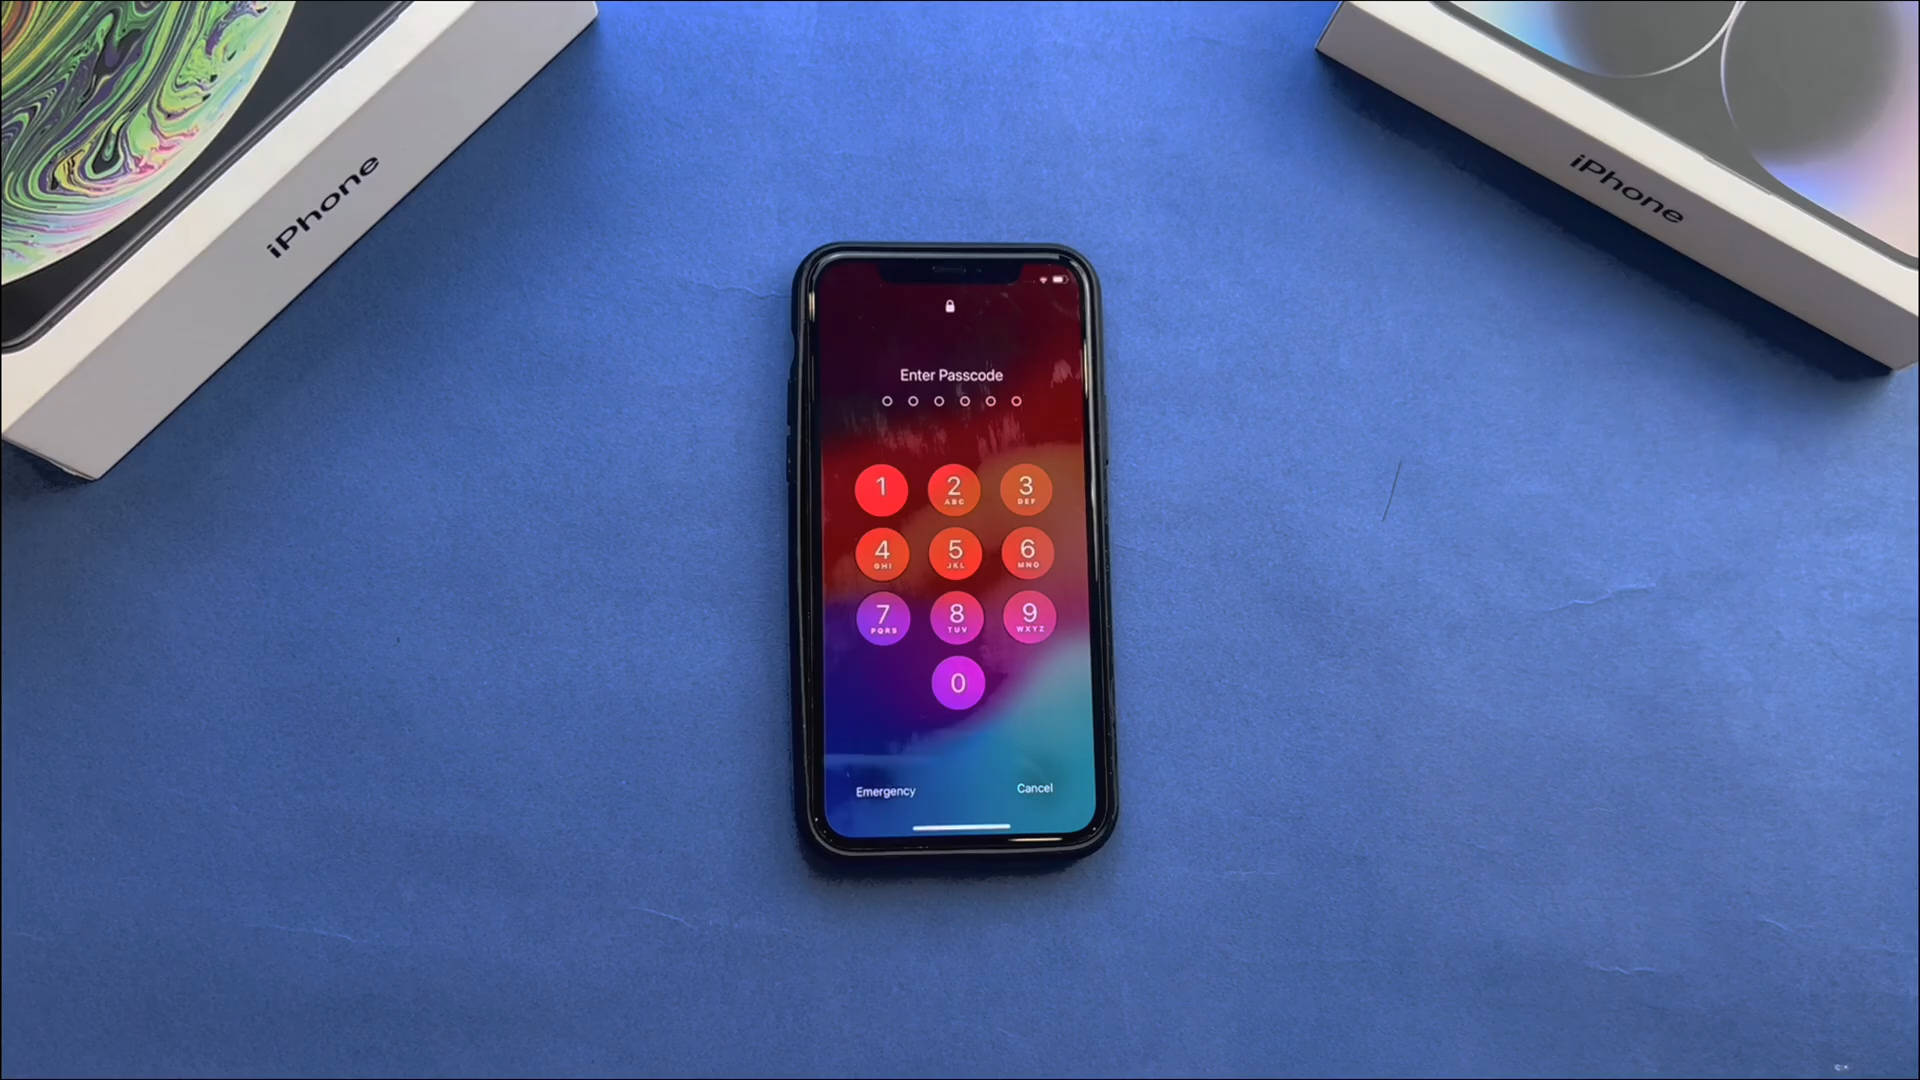 iPhone
iPhone
Enter Passcode
1
2
ABC
3
DEF
4
GHI
5
JKL
6
MNO
7
PQRS
8
TUV
9
WXYZ
0
Emergency
Cancel